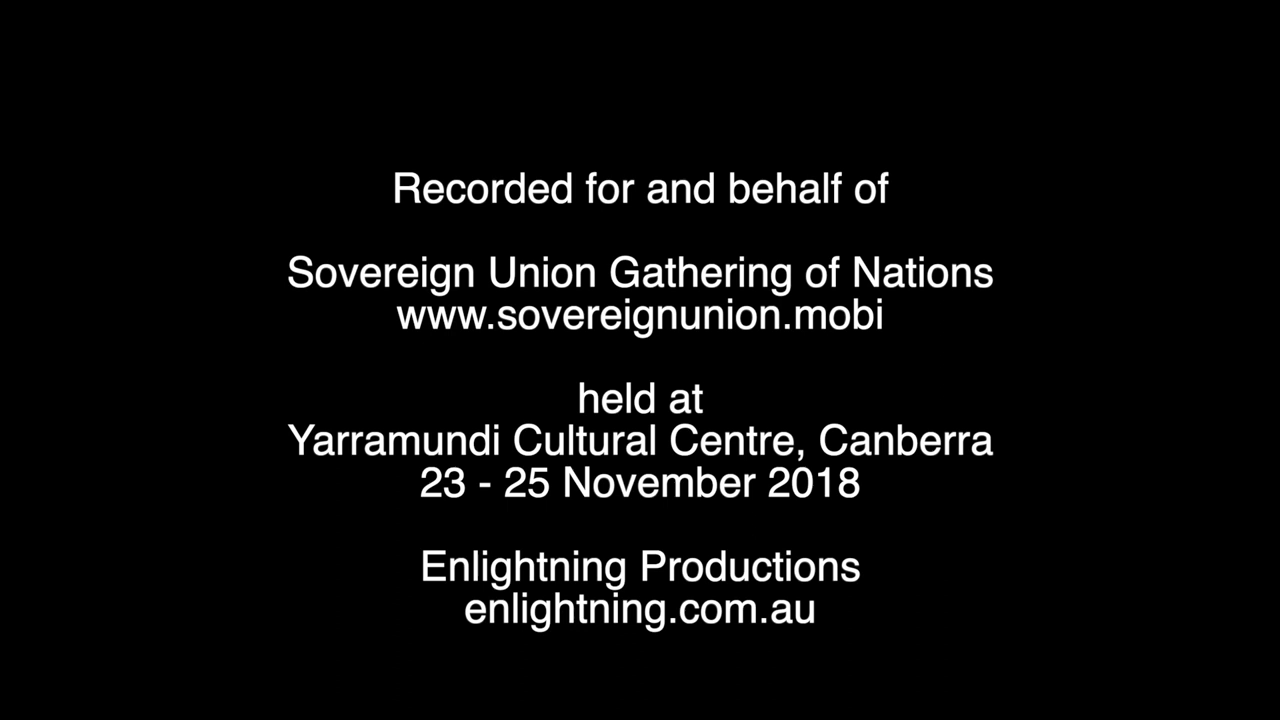 Recorded for and behalf of
Sovereign Union Gathering of Nations
www.sovereignunion.mobi
held at
Yarramundi Cultural Centre, Canberra
23 - 25 November 2018
Enlightning Productions
enlightning.com.au